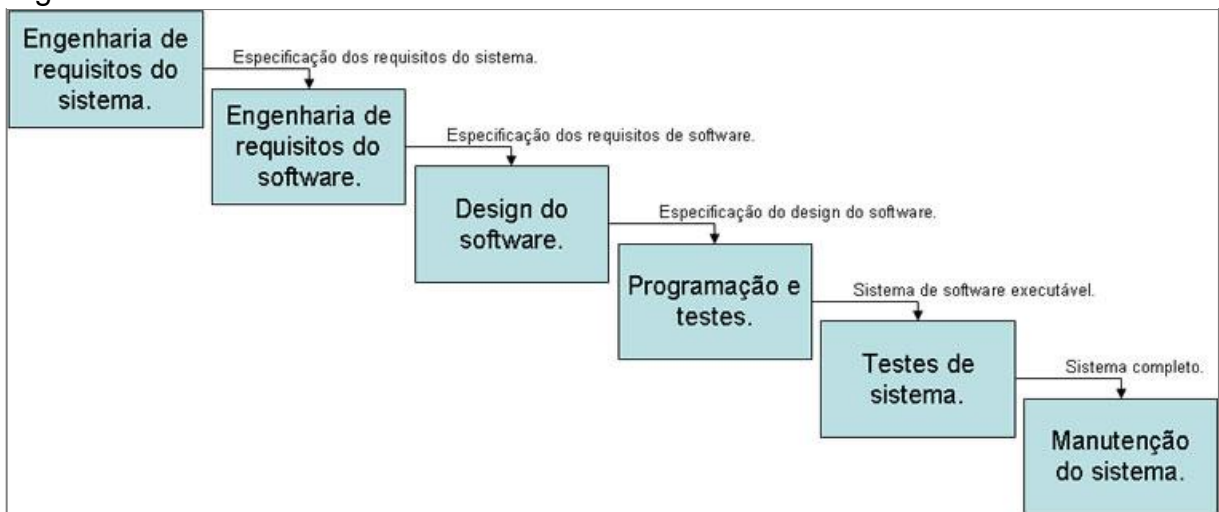 Engenharia de
requisitos do
sistema.
Especificação dos requisitos do sistema.
Engenharia de
requisitos do
software.
Especificação dos requisitos de software.
Design do
software.
Especificação do design do software.
Programação e
testes.
Sistema de software executável.
Testes de
sistema.
Sistema completo.
Manutenção
do sistema.